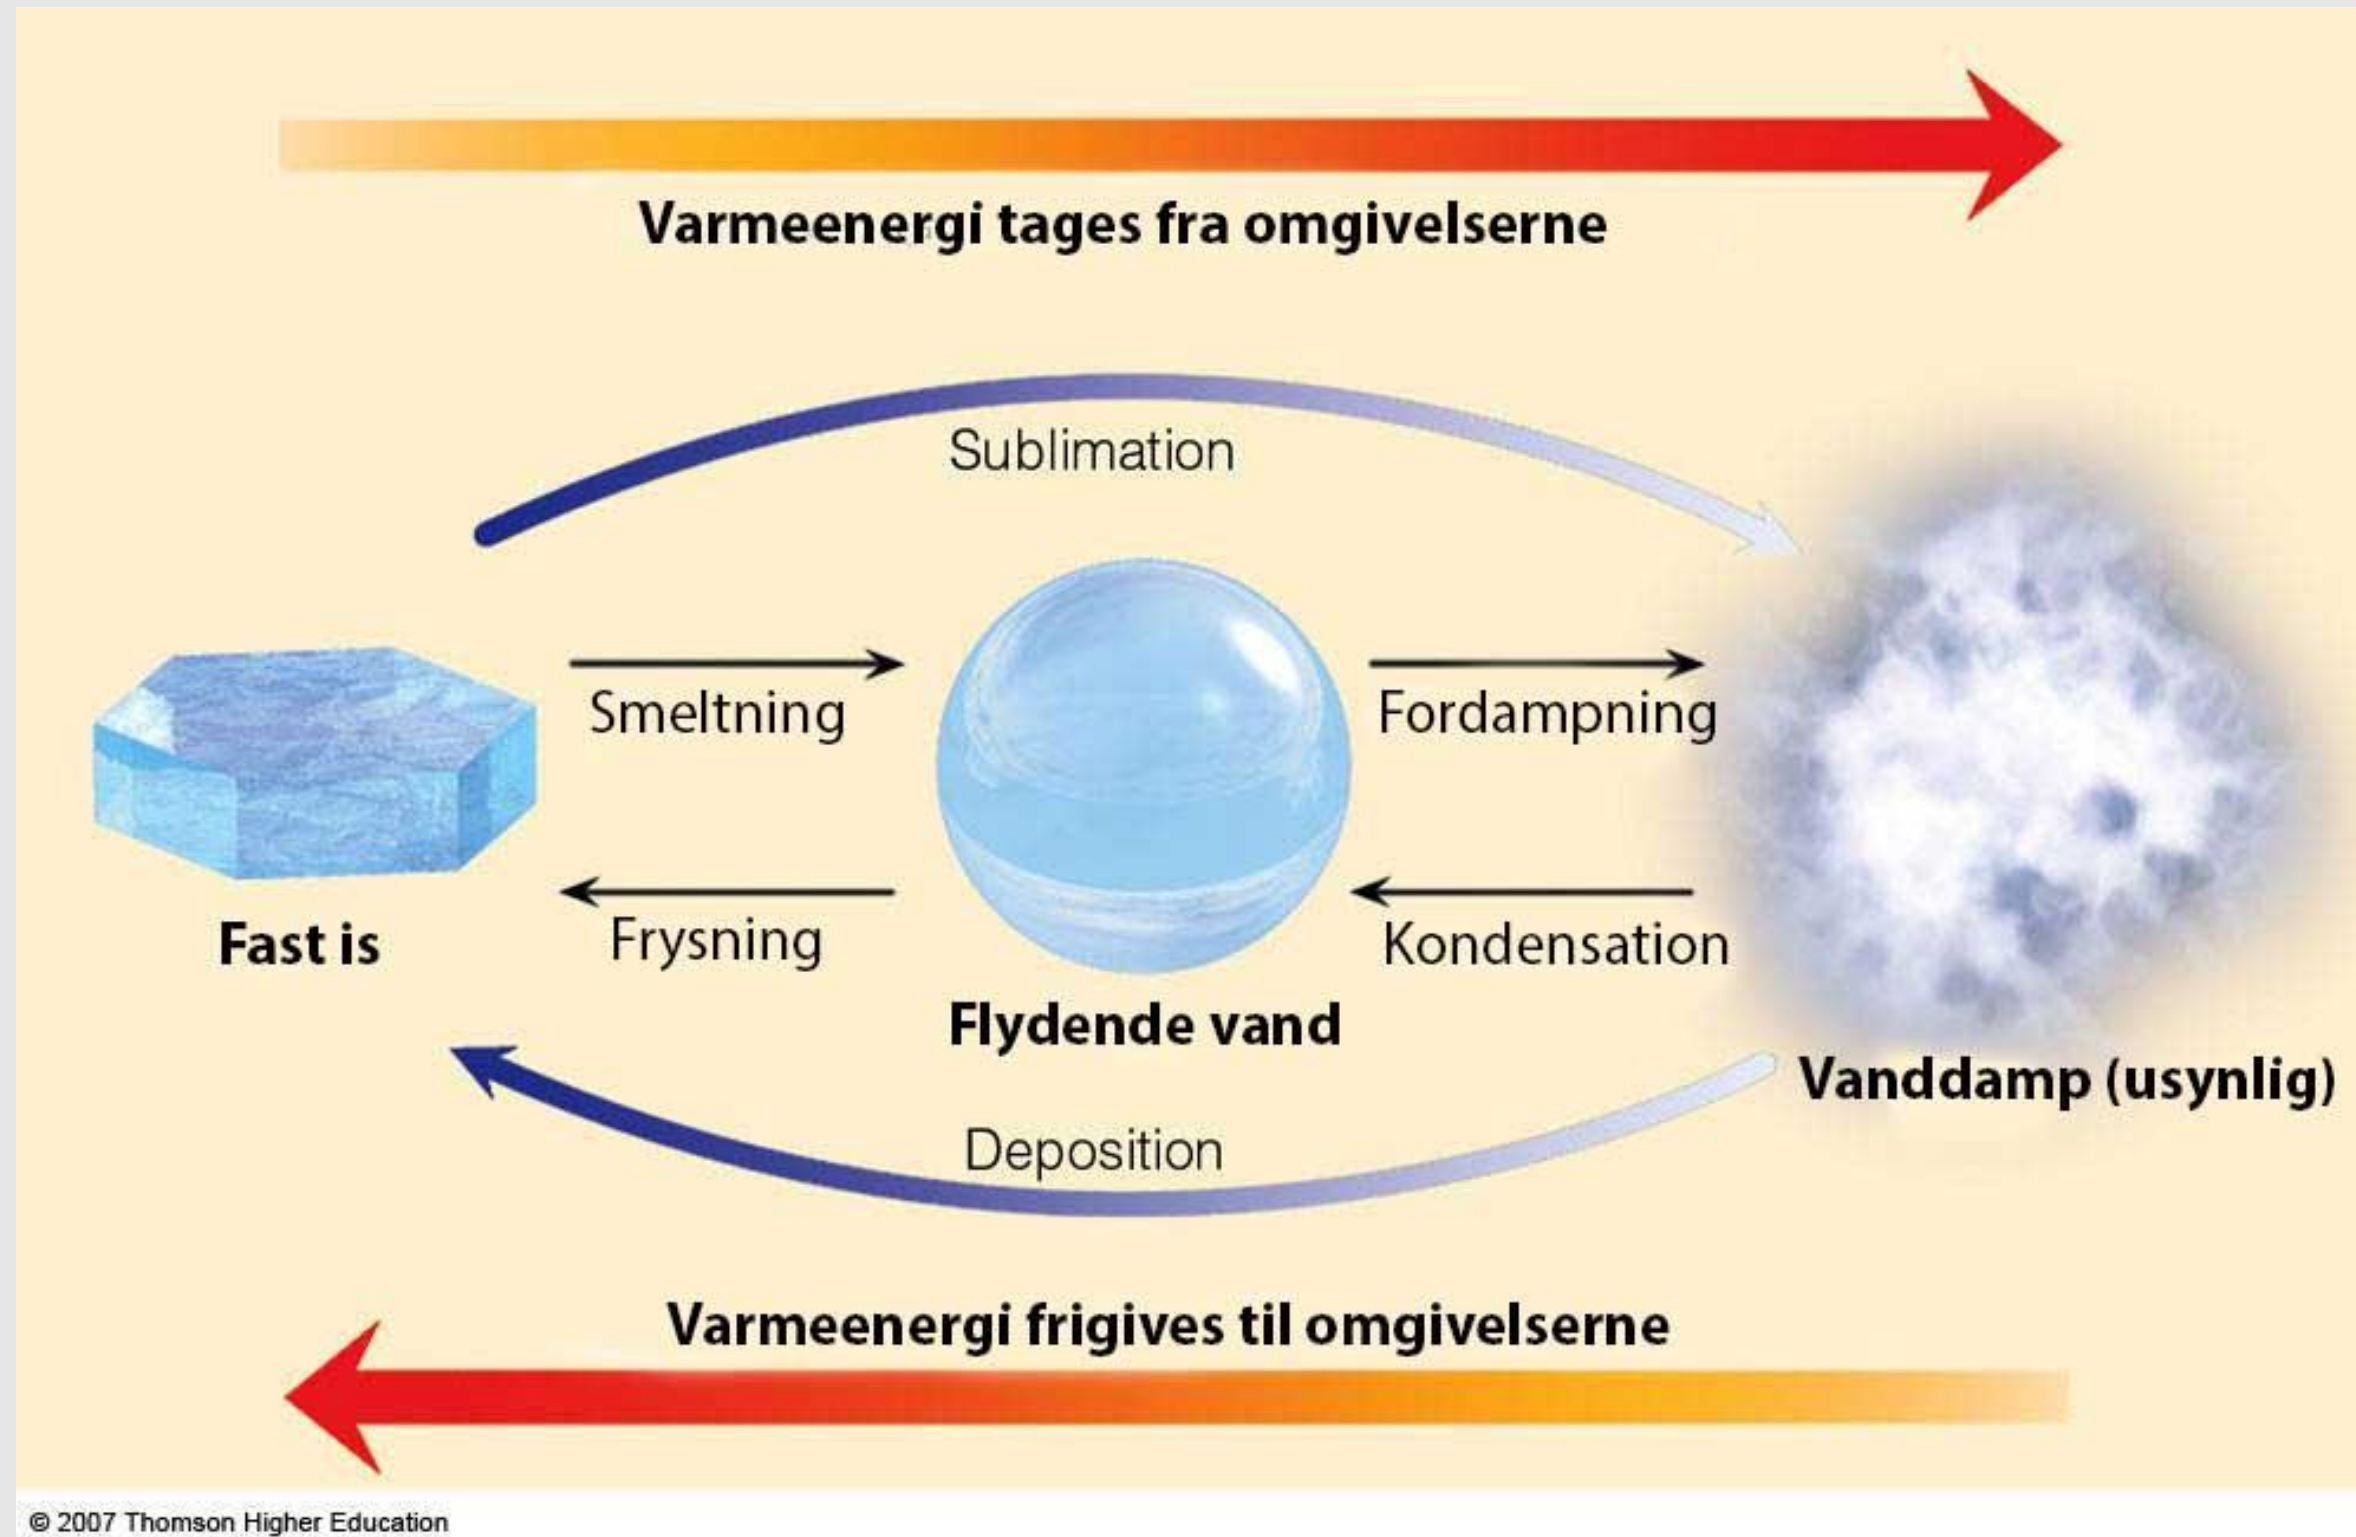 Varmeenergi tages fra omgivelserne
Sublimation
Smeltning
Fordampning
Fast is
Frysning
Kondensation
Flydende vand
Vanddamp (usynlig)
Deposition
Varmeenergi frigives til omgivelserne
© 2007 Thomson Higher Education